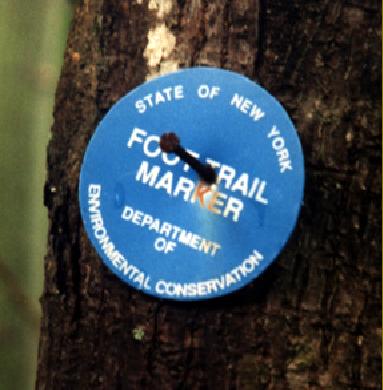 STATE OF NEW YORK
FOOT TRAIL
MARKER
DEPARTMENT
OF
ENVIRONMENTAL CONSERVATION